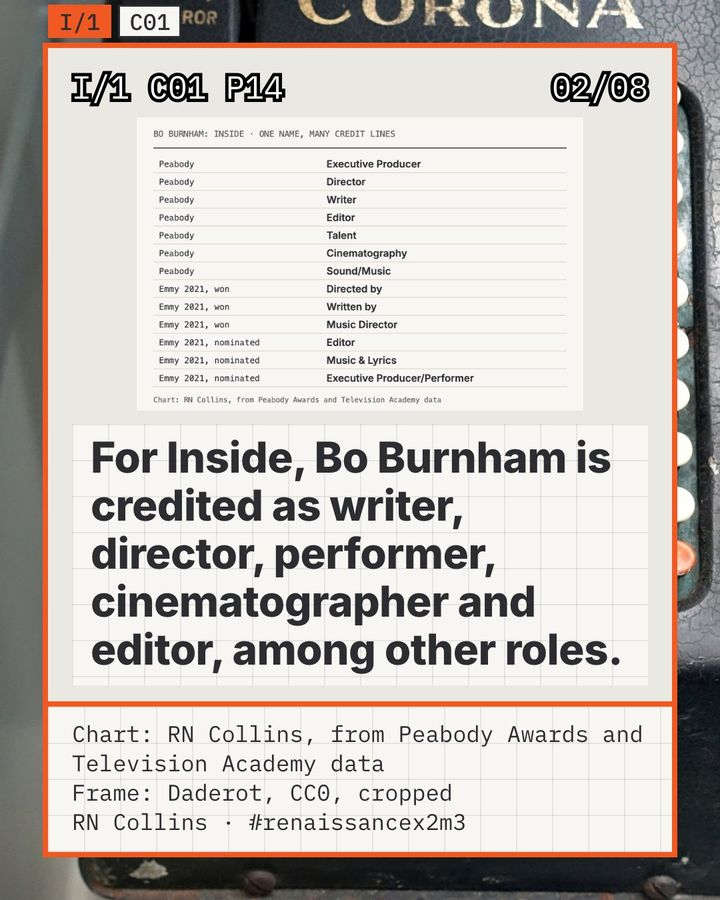 CORONA
I/1 C01
ROR
I/1 C01 P14 02/08
BO BURNHAM: INSIDE · ONE NAME, MANY CREDIT LINES
Peabody Executive Producer
Peabody Director
Peabody Writer
Peabody Editor
Peabody Talent
Peabody Cinematography
Peabody Sound/Music
Emmy 2021, won Directed by
Emmy 2021, won Written by
Emmy 2021, won Music Director
Emmy 2021, nominated Editor
Emmy 2021, nominated Music & Lyrics
Emmy 2021, nominated Executive Producer/Performer
Chart: RN Collins, from Peabody Awards and Television Academy data
For Inside, Bo Burnham is
credited as writer,
director, performer,
cinematographer and
editor, among other roles.
Chart: RN Collins, from Peabody Awards and
Television Academy data
Frame: Daderot, CC0, cropped
RN Collins · #renaissancex2m3